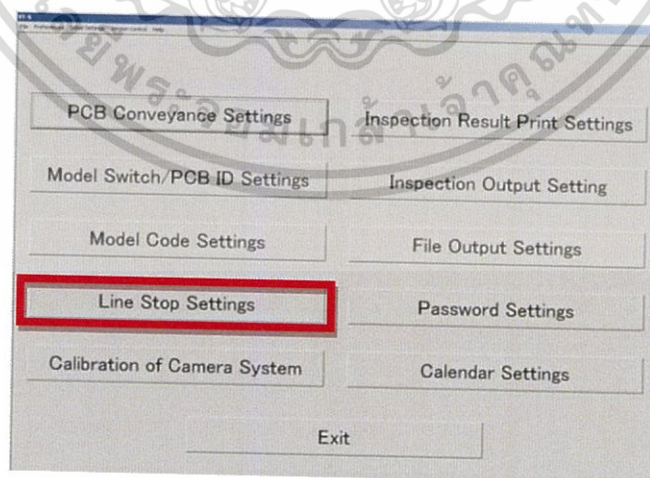 PCB Conveyance Settings
Inspection Result Print Settings
Model Switch/PCB ID Settings
Inspection Output Setting
Model Code Settings
File Output Settings
Line Stop Settings
Password Settings
Calibration of Camera System
Calendar Settings
Exit